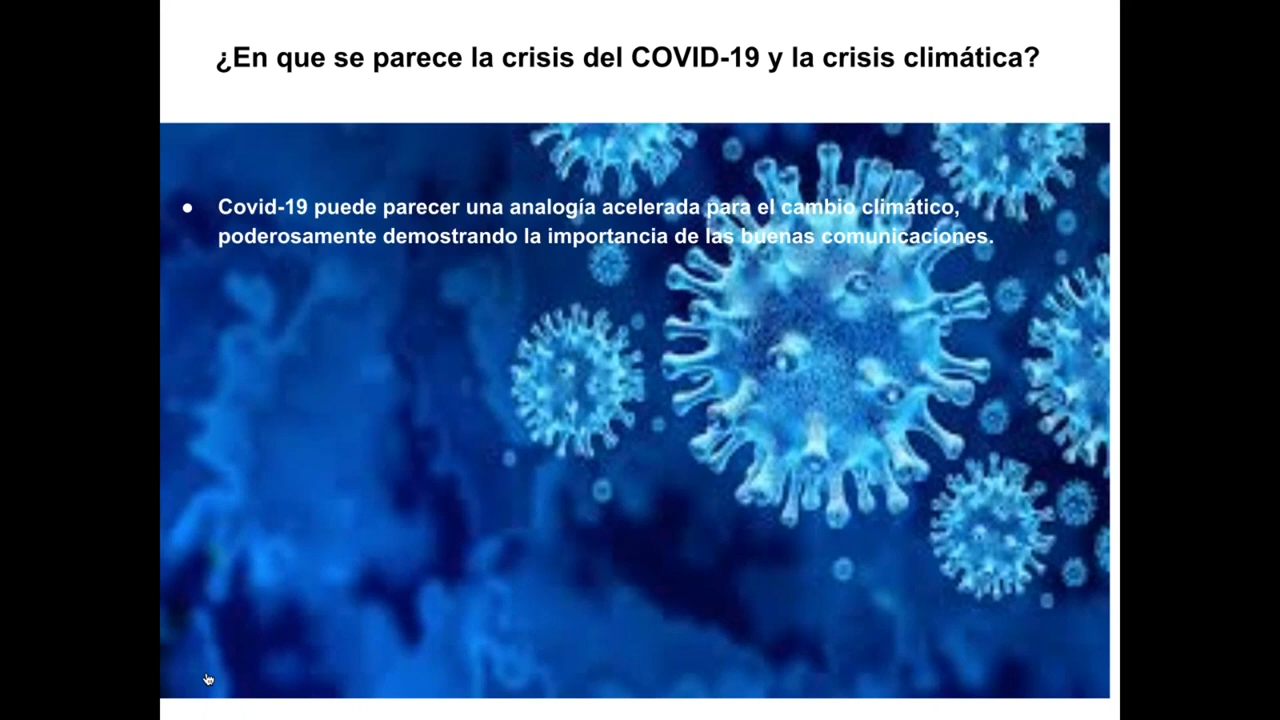 ¿En que se parece la crisis del COVID-19 y la crisis climática?
● Covid-19 puede parecer una analogía acelerada para el cambio climático,
poderosamente demostrando la importancia de las buenas comunicaciones.